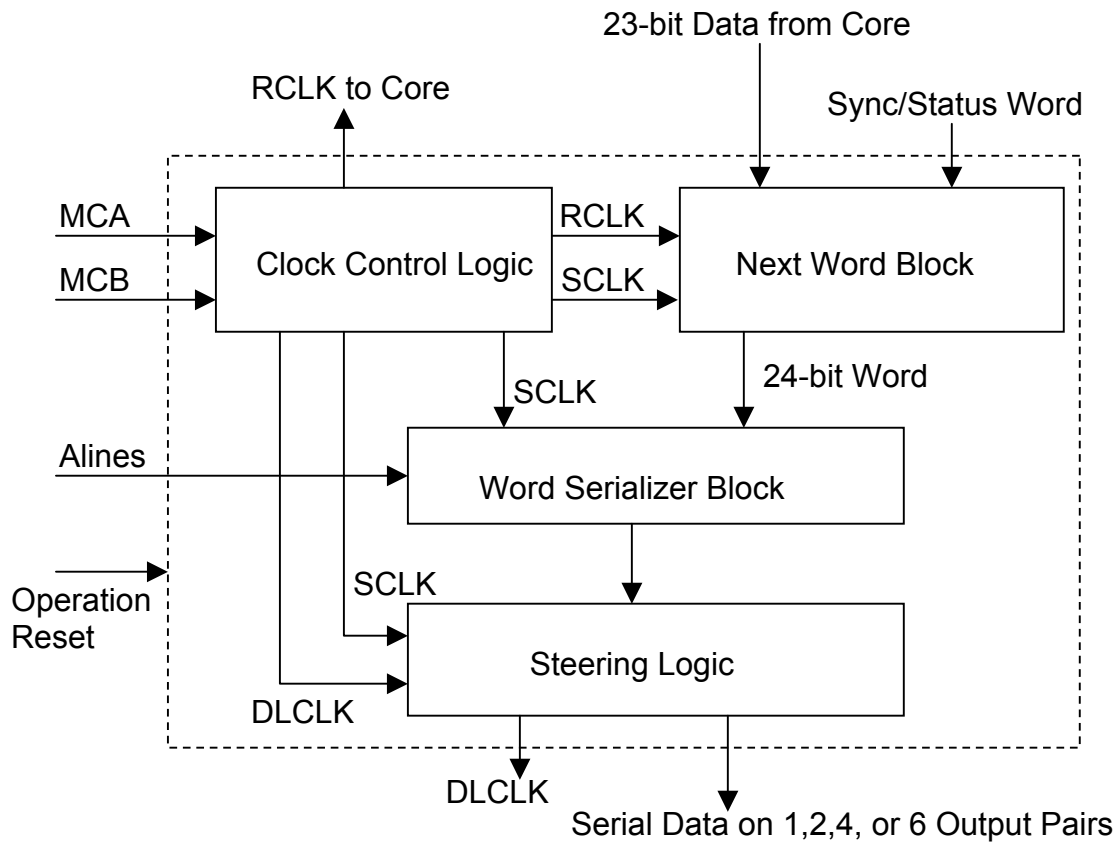 23-bit Data from Core
RCLK to Core
Sync/Status Word
MCA
RCLK
Clock Control Logic
Next Word Block
MCB
SCLK
SCLK
24-bit Word
Alines
Word Serializer Block
SCLK
Operation
Reset
Steering Logic
DLCLK
DLCLK
Serial Data on 1,2,4, or 6 Output Pairs